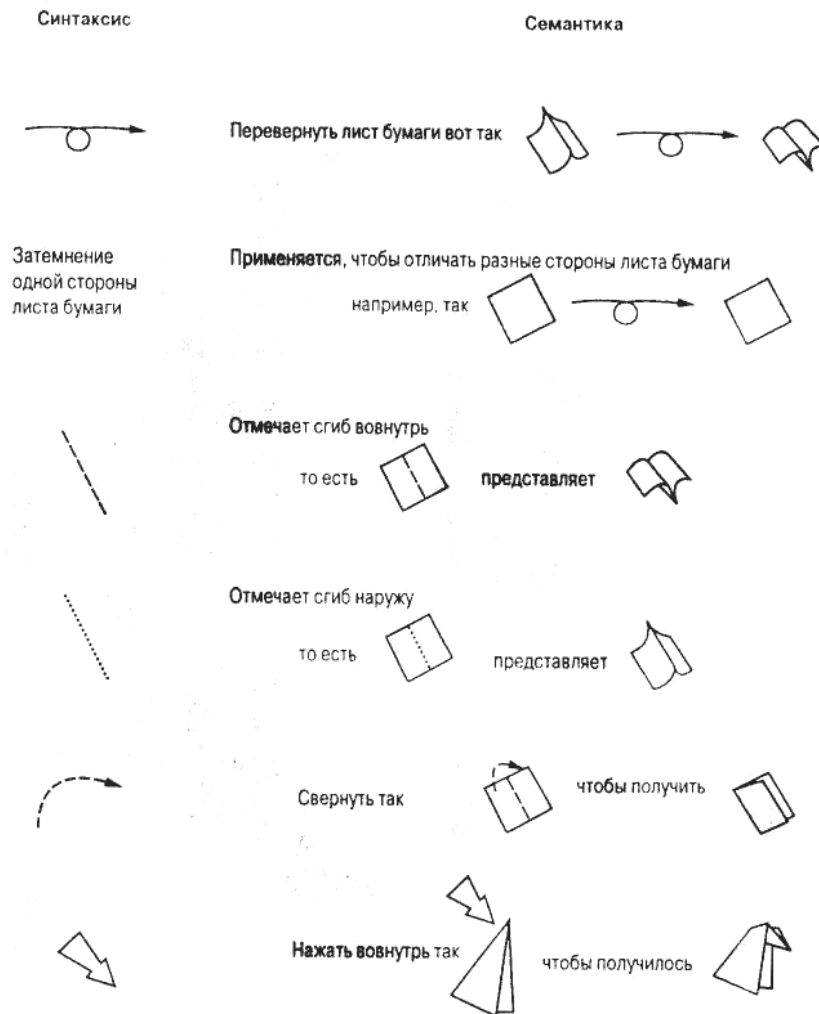 Синтаксис
Семантика
Перевернуть лист бумаги вот так
Затемнение
одной стороны
листа бумаги
Применяется, чтобы отличать разные стороны листа бумаги
например, так
Отмечает сгиб вовнутрь
то есть
представляет
Отмечает сгиб наружу
то есть
представляет
Свернуть так
чтобы получить
Нажать вовнутрь так
чтобы получилось